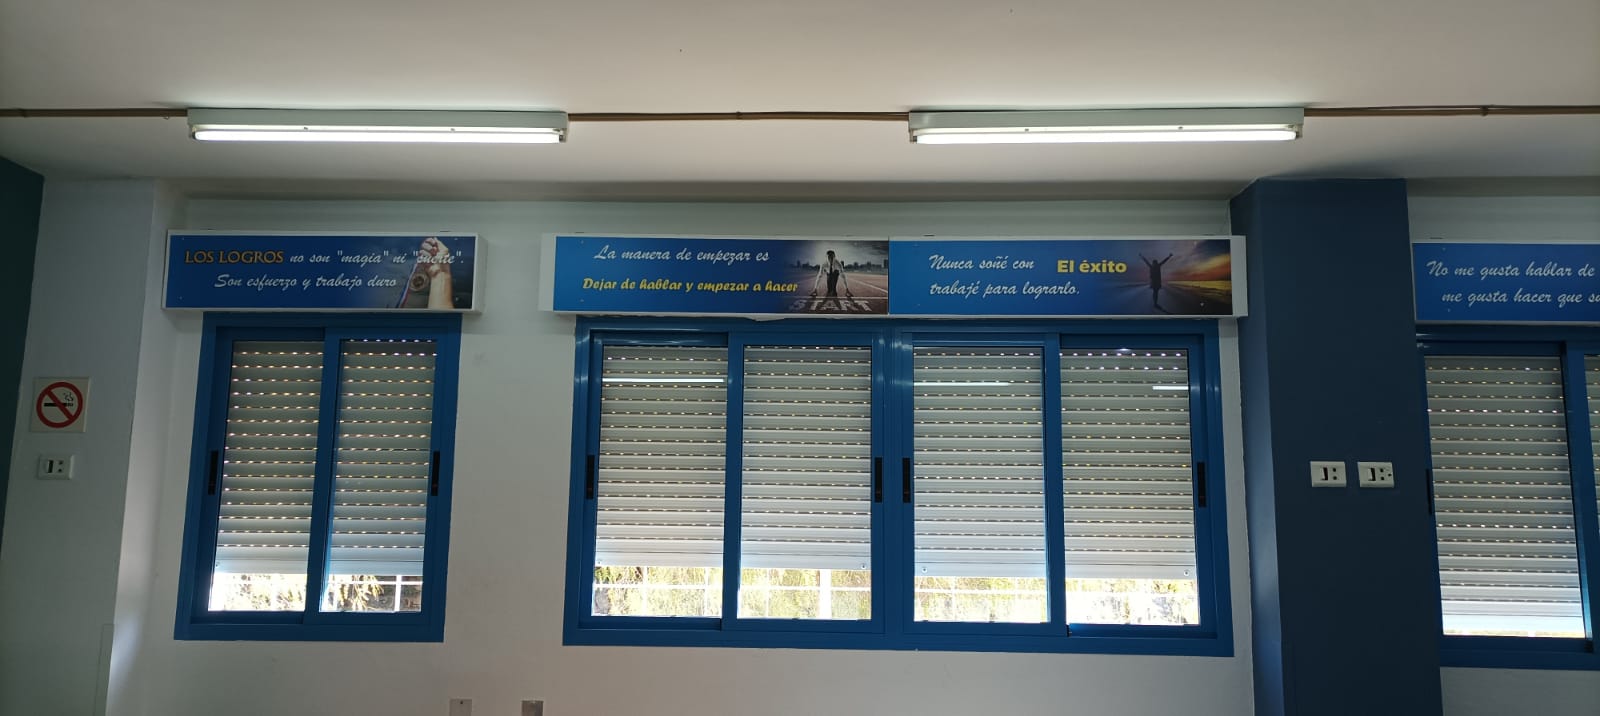 LOS LOGROS no son "magia" ni "suerte".
Son esfuerzo y trabajo duro
La manera de empezar es
Dejar de hablar y empezar a hacer
START
Nunca soñé con El éxito
trabajé para lograrlo.
No me gusta hablar de
me gusta hacer que